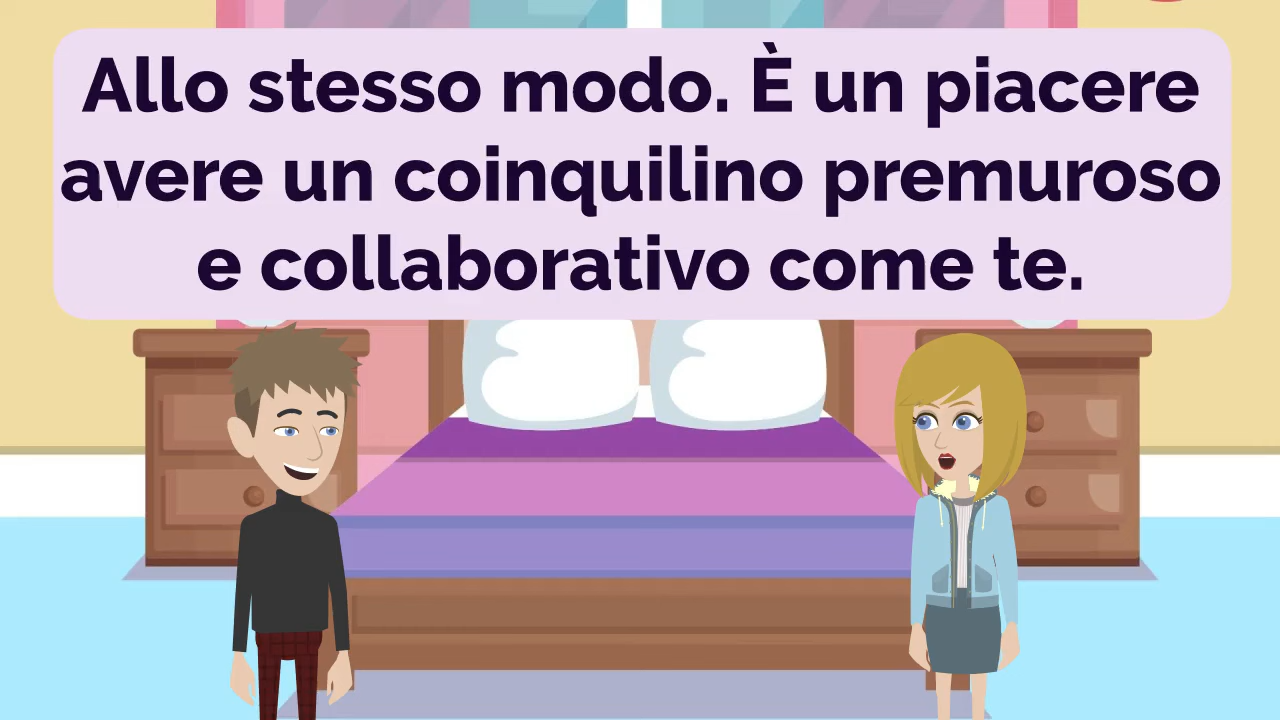 Allo stesso modo. È un piacere
avere un coinquilino premuroso
e collaborativo come te.